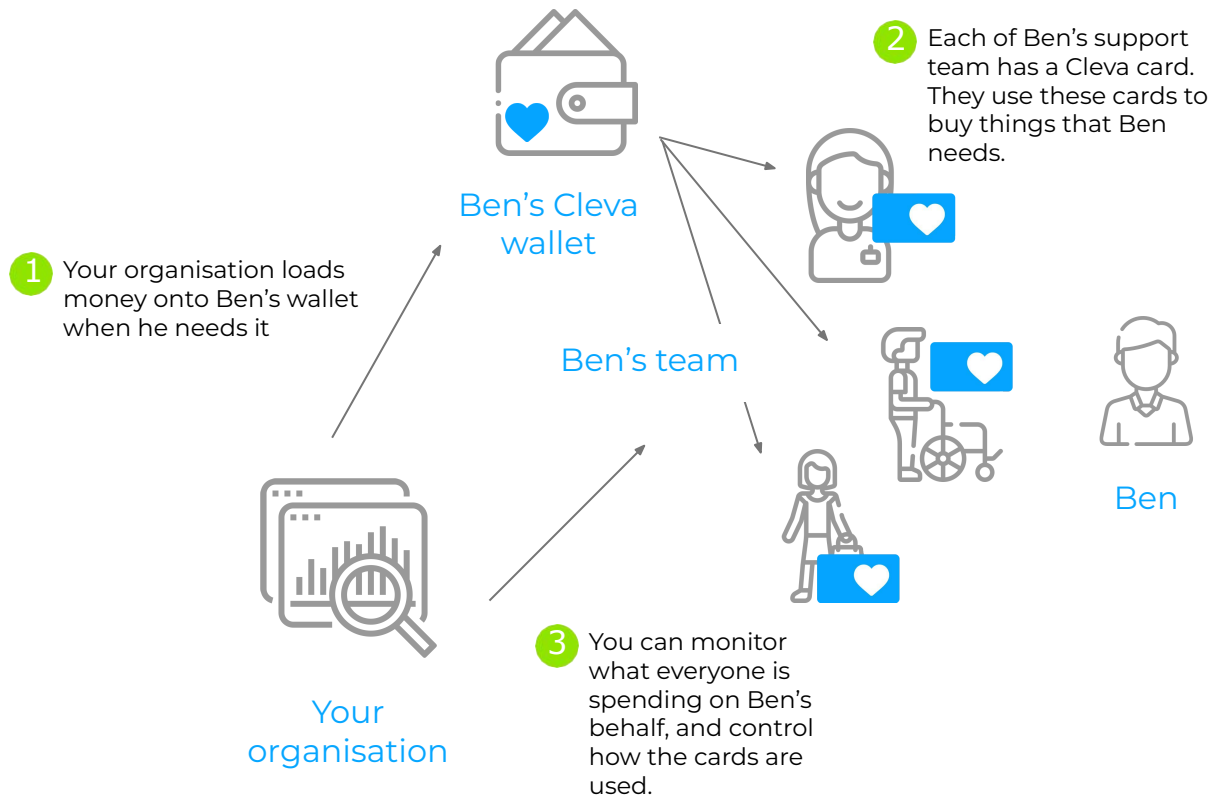 1
Your organisation loads
money onto Ben’s wallet
when he needs it
Ben’s Cleva
wallet
2
Each of Ben’s support
team has a Cleva card.
They use these cards to
buy things that Ben
needs.
Ben’s team
Ben
Your
organisation
3
You can monitor
what everyone is
spending on Ben’s
behalf, and control
how the cards are
used.